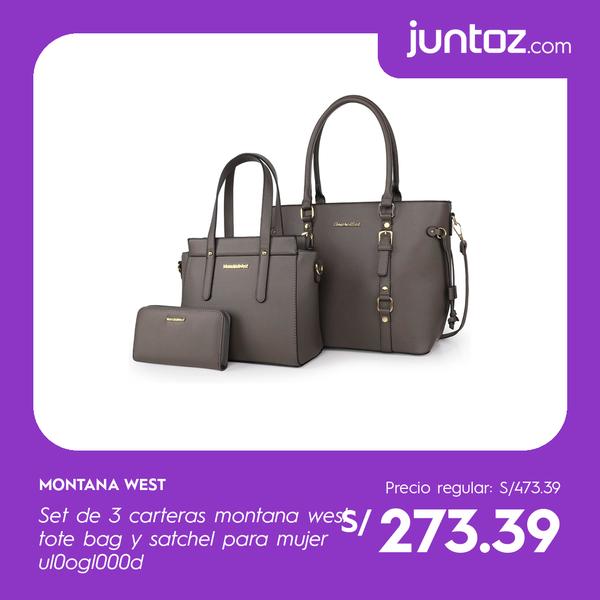 juntoz.com
MONTANA WEST
Set de 3 carteras montana west
tote bag y satchel para mujer
ul0ogl000d
Precio regular: S/473.39
S/ 273.39